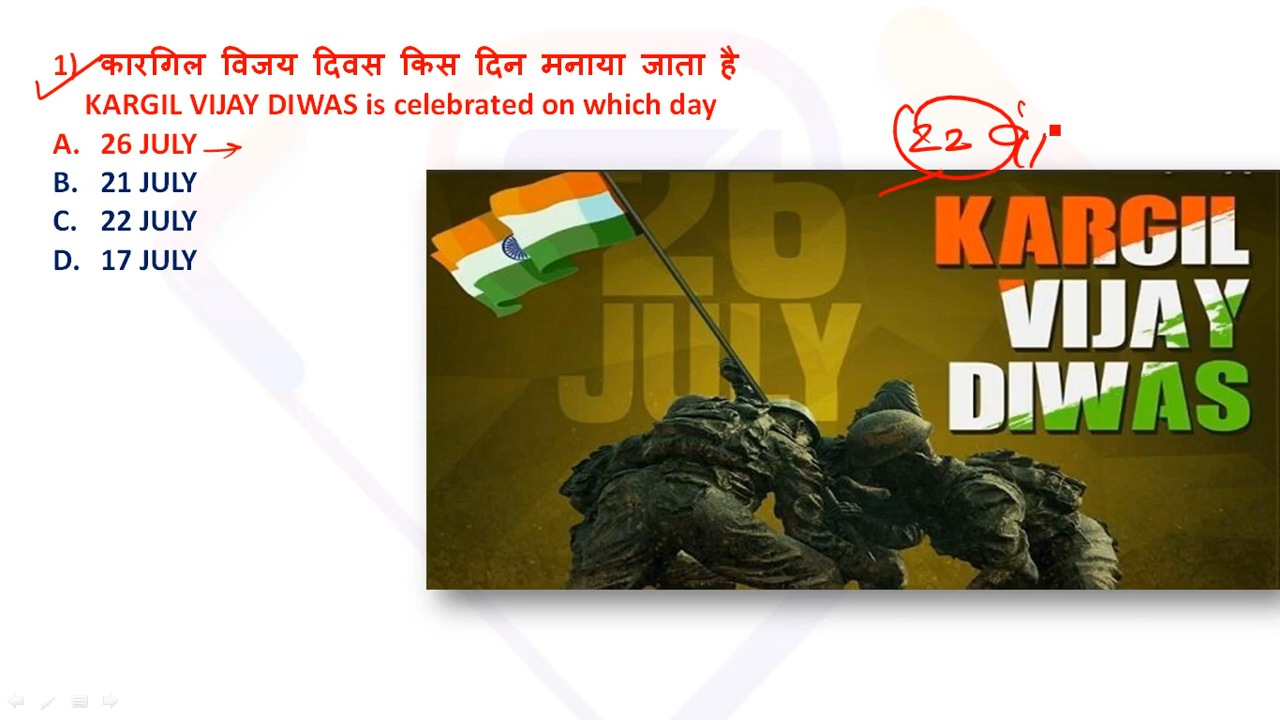 1) कारगिल विजय दिवस किस दिन मनाया जाता है
KARGIL VIJAY DIWAS is celebrated on which day
A. 26 JULY
B. 21 JULY
C. 22 JULY
D. 17 JULY
22 वां
26
JULY
KARGIL
VIJAY
DIWAS